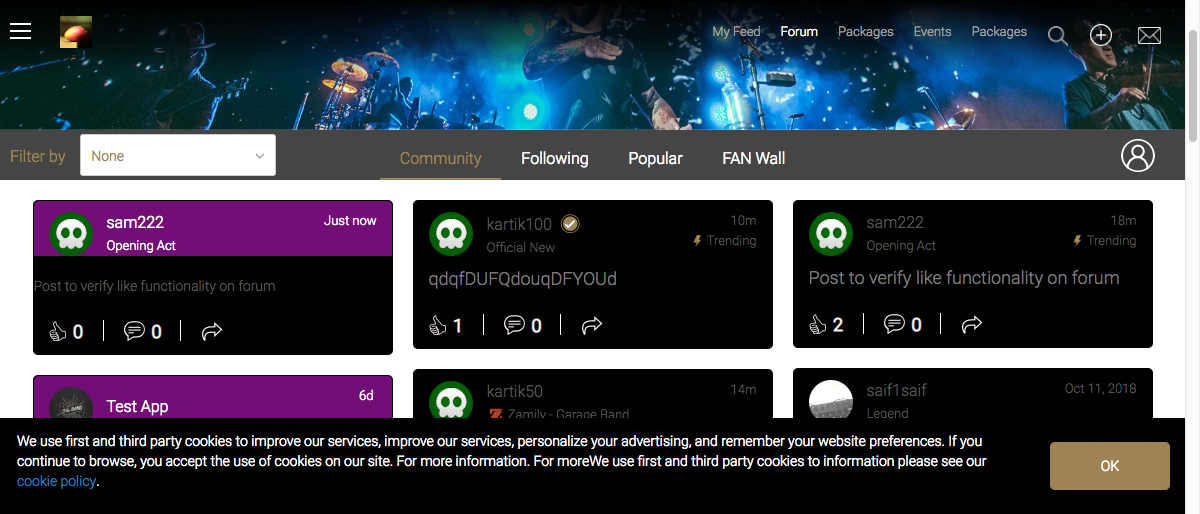 My Feed
Forum
Packages
Events
Packages
Filter by
None
Community
Following
Popular
FAN Wall
sam222
Just now
Opening Act
Post to verify like functionality on forum
0
0
kartik100
10m
Official New
Trending
qdqfDUFQdouqDFYOUd
1
0
sam222
18m
Opening Act
Trending
Post to verify like functionality on forum
2
0
Test App
6d
kartik50
14m
Zamily - Garage Band
saif1saif
Oct 11, 2018
Legend
We use first and third party cookies to improve our services, improve our services, personalize your advertising, and remember your website preferences. If you
continue to browse, you accept the use of cookies on our site. For more information. For moreWe use first and third party cookies to information please see our
cookie policy.
OK